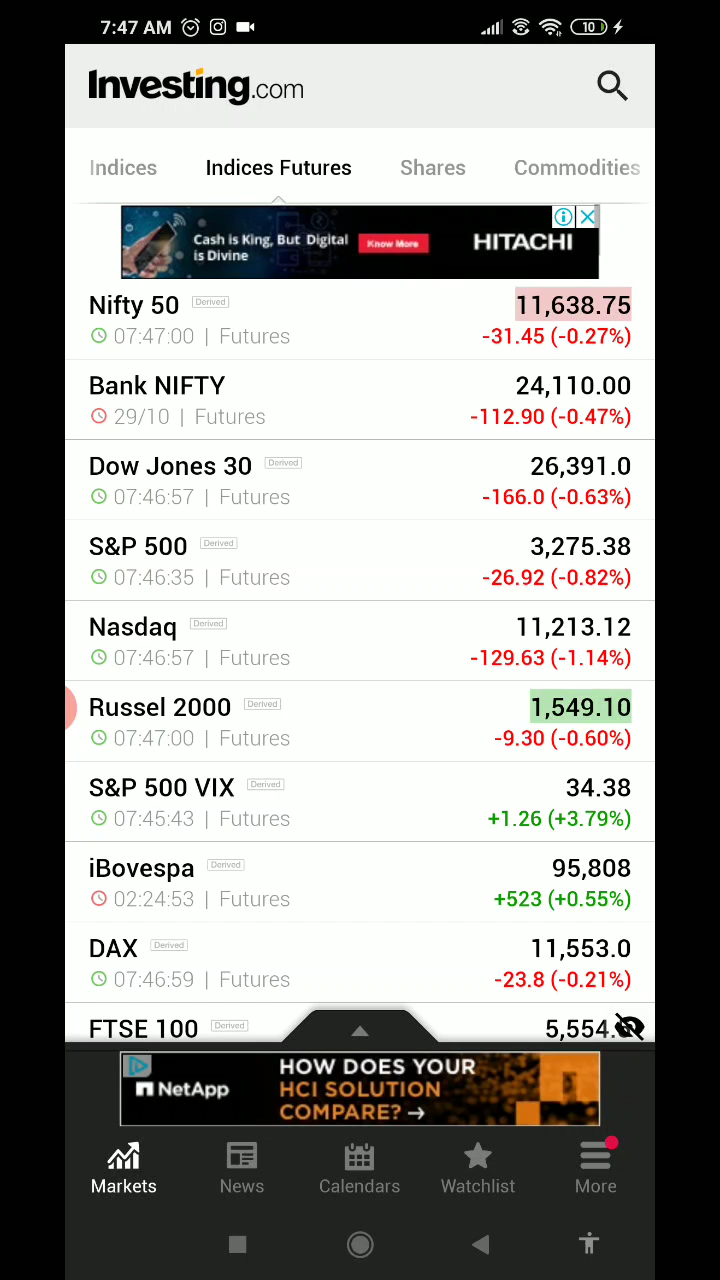 7:47 AM 10
Investing.com
Indices Indices Futures Shares Commodities
Cash is King, But Digital
is Divine
Know More
HITACHI
Nifty 50 Derived 11,638.75
07:47:00 | Futures -31.45 (-0.27%)
Bank NIFTY 24,110.00
29/10 | Futures -112.90 (-0.47%)
Dow Jones 30 Derived 26,391.0
07:46:57 | Futures -166.0 (-0.63%)
S&P 500 Derived 3,275.38
07:46:35 | Futures -26.92 (-0.82%)
Nasdaq Derived 11,213.12
07:46:57 | Futures -129.63 (-1.14%)
Russel 2000 Derived 1,549.10
07:47:00 | Futures -9.30 (-0.60%)
S&P 500 VIX Derived 34.38
07:45:43 | Futures +1.26 (+3.79%)
iBovespa Derived 95,808
02:24:53 | Futures +523 (+0.55%)
DAX Derived 11,553.0
07:46:59 | Futures -23.8 (-0.21%)
FTSE 100 Derived 5,554.
NetApp
HOW DOES YOUR
HCI SOLUTION
COMPARE? →
Markets News Calendars Watchlist More